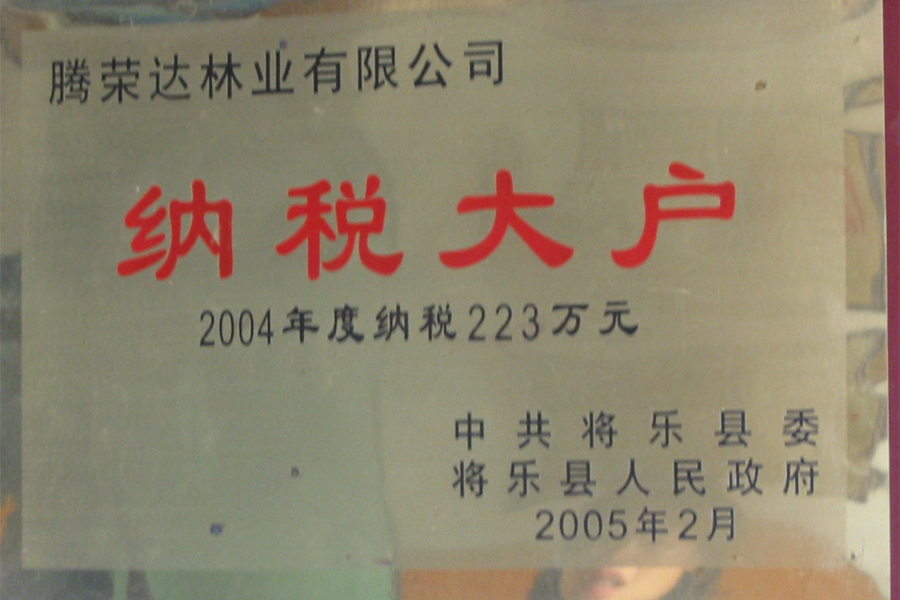 腾荣达林业有限公司
纳税大户
2004年度纳税223万元
中共将乐县委
将乐县人民政府
2005年2月